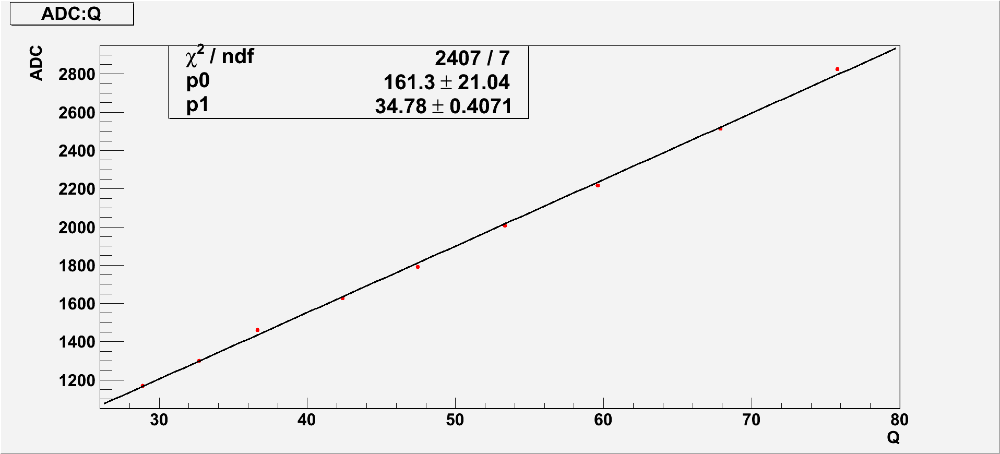 ADC:Q
ADC
χ2 / ndf 2407 / 7
p0 161.3 ± 21.04
p1 34.78 ± 0.4071
2800
2600
2400
2200
2000
1800
1600
1400
1200
30 40 50 60 70 80
Q